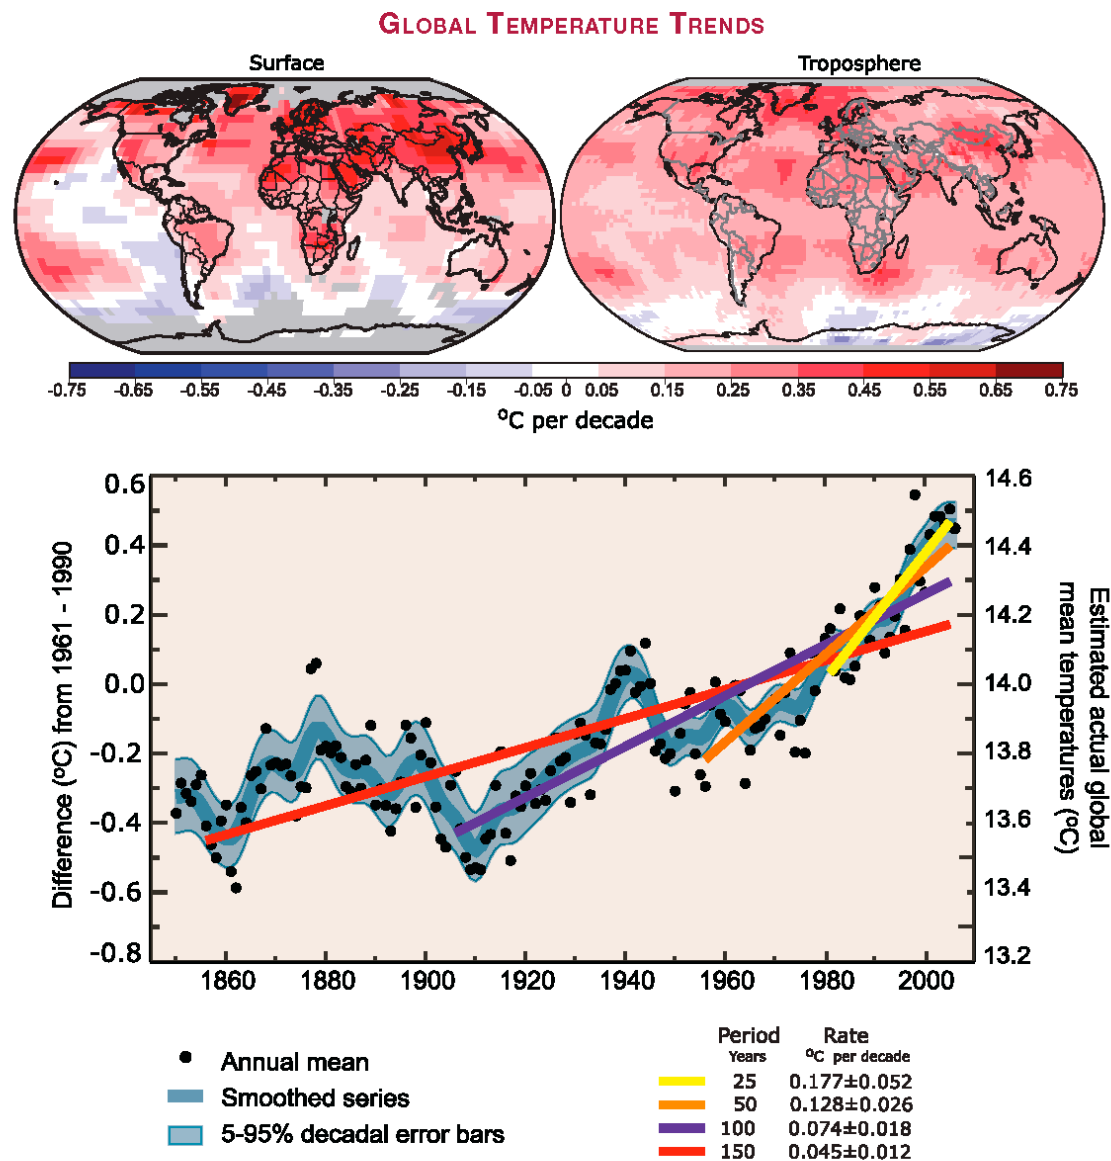 GLOBAL TEMPERATURE TRENDS
Surface
Troposphere
-0.75 -0.65 -0.55 -0.45 -0.35 -0.25 -0.15 -0.05 0 0.05 0.15 0.25 0.35 0.45 0.55 0.65 0.75
ºC per decade
Difference (ºC) from 1961 - 1990
0.6
0.4
0.2
0.0
-0.2
-0.4
-0.6
-0.8
14.6
14.4
14.2
14.0
13.8
13.6
13.4
13.2
Estimated actual global
mean temperatures
(ºC)
1860 1880 1900 1920 1940 1960 1980 2000
Annual mean
Smoothed series
5-95% decadal error bars
Period Rate
Years ºC per decade
25 0.177±0.052
50 0.128±0.026
100 0.074±0.018
150 0.045±0.012